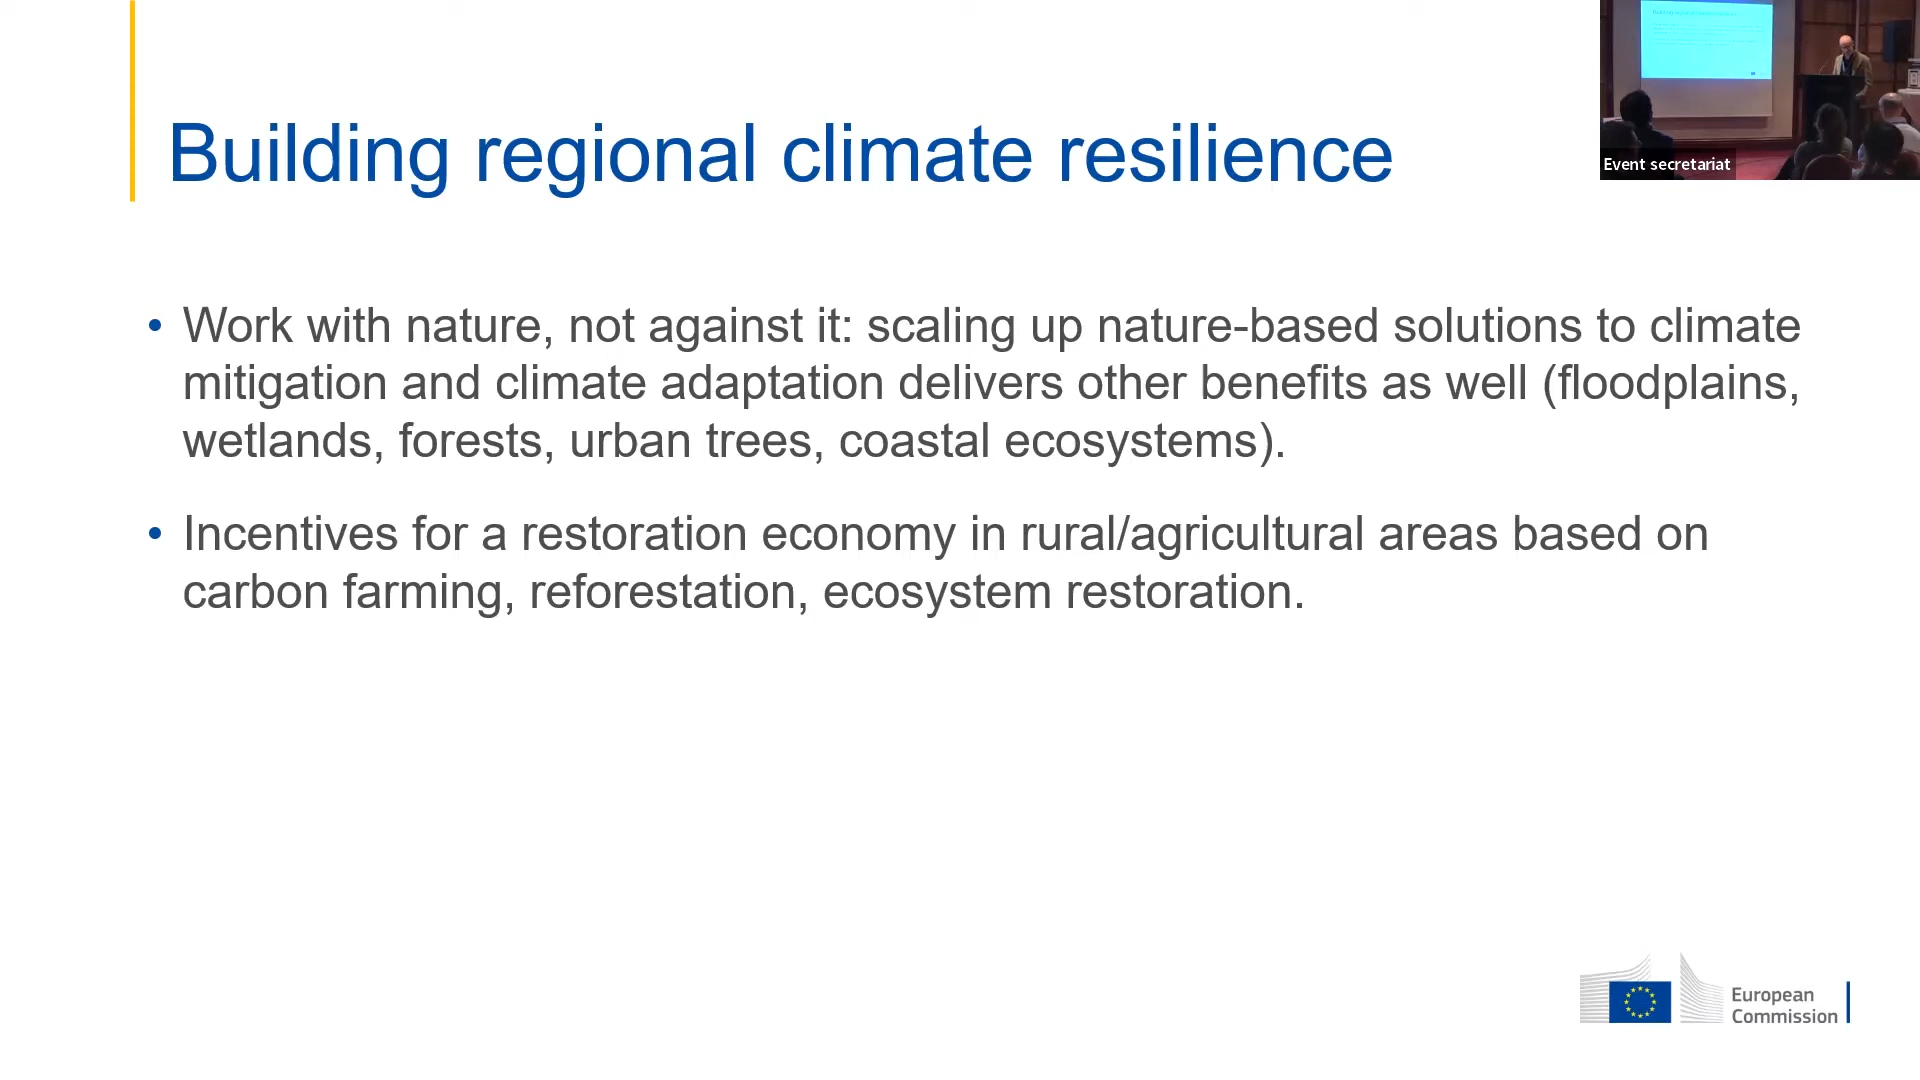 Building regional climate resilience
Event secretariat
• Work with nature, not against it: scaling up nature-based solutions to climate
mitigation and climate adaptation delivers other benefits as well (floodplains,
wetlands, forests, urban trees, coastal ecosystems).
• Incentives for a restoration economy in rural/agricultural areas based on
carbon farming, reforestation, ecosystem restoration.
European
Commission